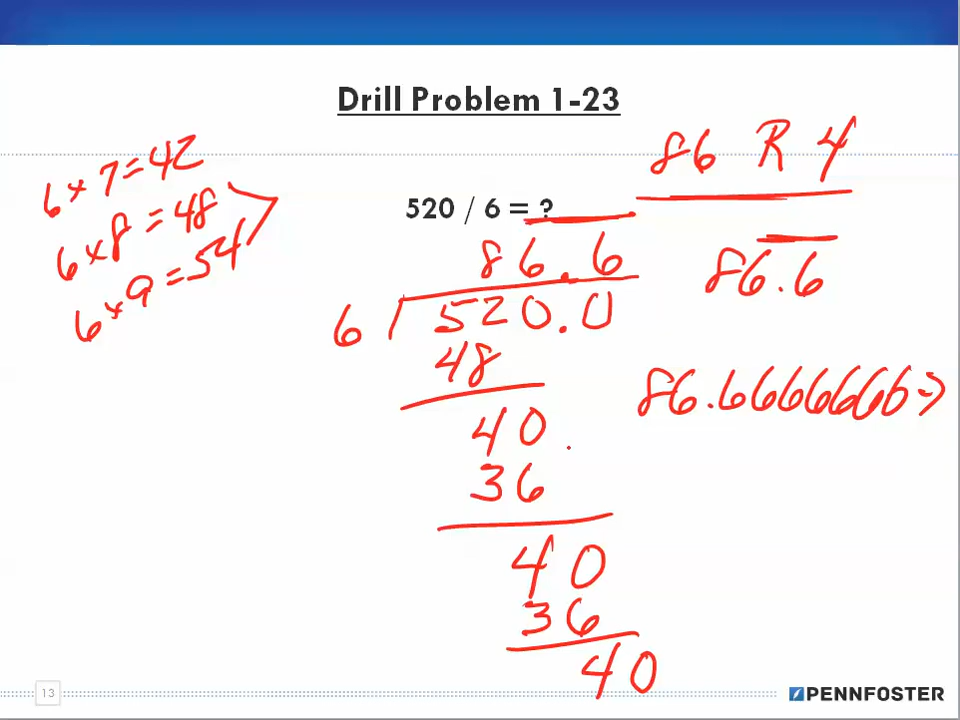 Drill Problem 1-23
86 R 4
6 x 7 = 42
6 x 8 = 48
6 x 9 = 54
520 / 6 = ?
86.6
86.6
6 520.0
48
86.6666666
40
36
40
36
40
13
PENNFOSTER